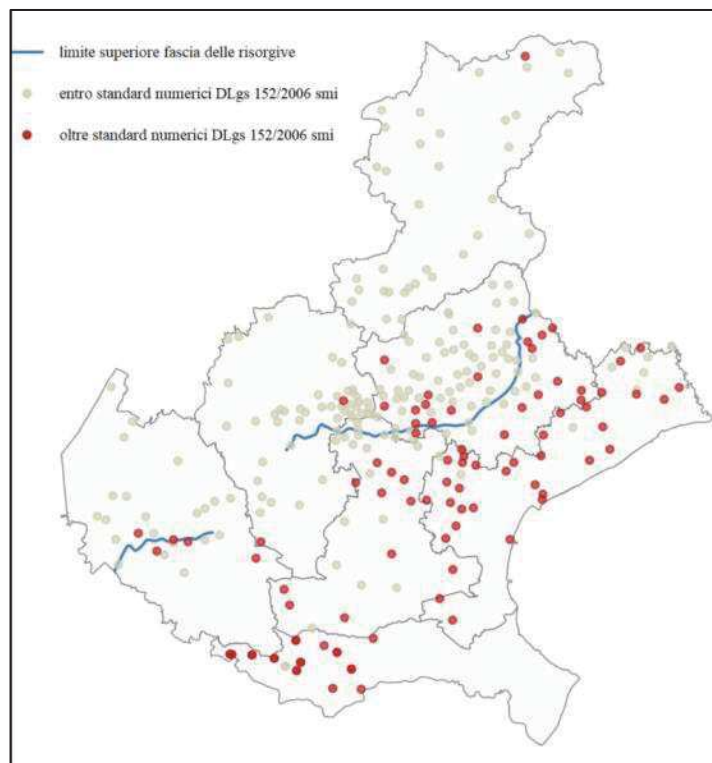 limite superiore fascia delle risorgive
entro standard numerici DLgs 152/2006 smi
oltre standard numerici DLgs 152/2006 smi